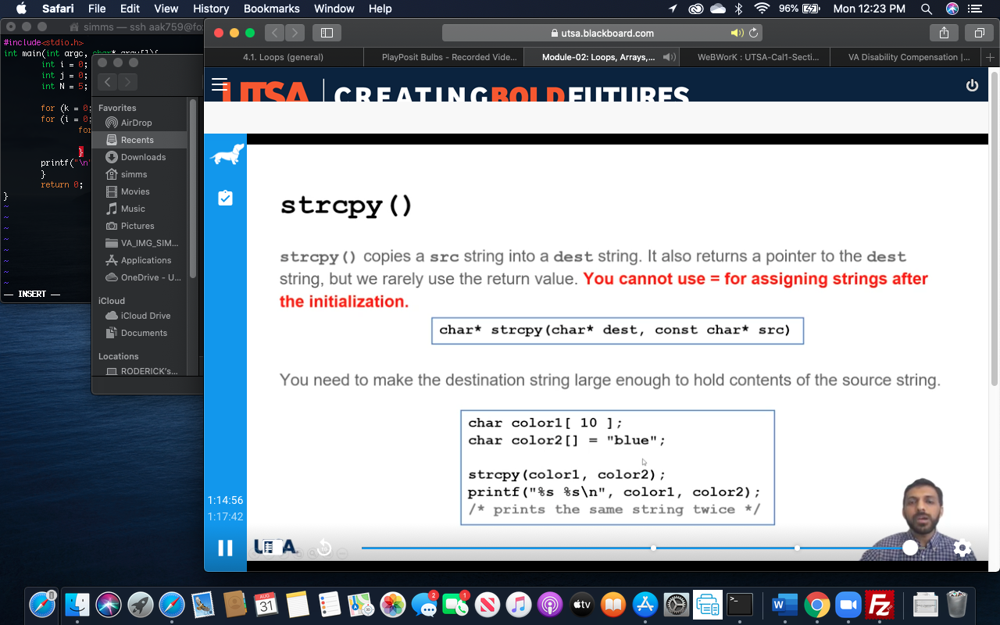 Safari File Edit View History Bookmarks Window Help 96% Mon 12:23 PM
simms — ssh aak759@fo
#include<stdio.h>
int main(int argc, char* argv[]){
int i = 0;
int j = 0;
int N = 5;
for (k = 0;
for (i = 0;
for
}
printf("\n"
}
return 0;
}
~
~
~
~
~
~
~
~
-- INSERT --
Favorites
AirDrop
Recents
Downloads
simms
Movies
Music
Pictures
VA_IMG_SIM...
Applications
OneDrive - U...
iCloud
iCloud Drive
Documents
Locations
RODERICK's...
utsa.blackboard.com
4.1. Loops (general) PlayPosit Bulbs - Recorded Vide... Module-02: Loops, Arrays,... WeBWorK : UTSA-Cal1-Secti... VA Disability Compensation |...
UTSA CREATINGBOLDFUTURES
strcpy()
strcpy() copies a src string into a dest string. It also returns a pointer to the dest
string, but we rarely use the return value. You cannot use = for assigning strings after
the initialization.
char* strcpy(char* dest, const char* src)
You need to make the destination string large enough to hold contents of the source string.
char color1[ 10 ];
char color2[] = "blue";
strcpy(color1, color2);
printf("%s %s\n", color1, color2);
/* prints the same string twice */
1:14:56
1:17:42
UTSA
AUG
31
2
1
tv
W
Fz